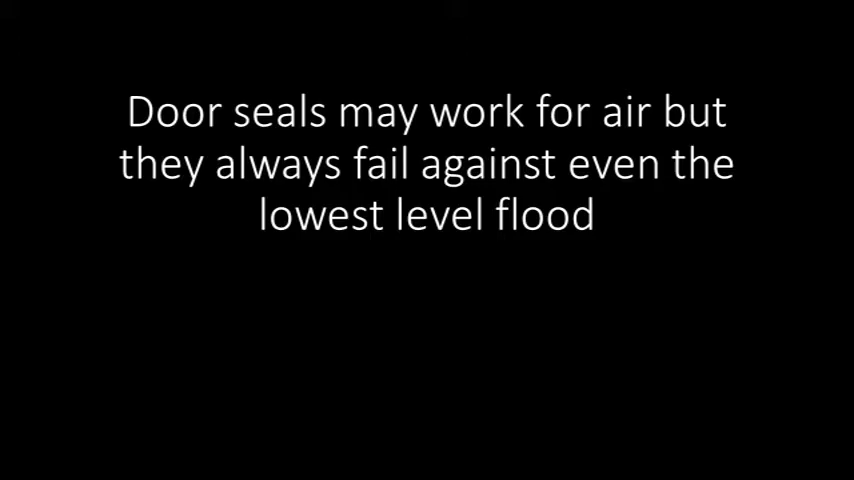 Door seals may work for air but
they always fail against even the
lowest level flood